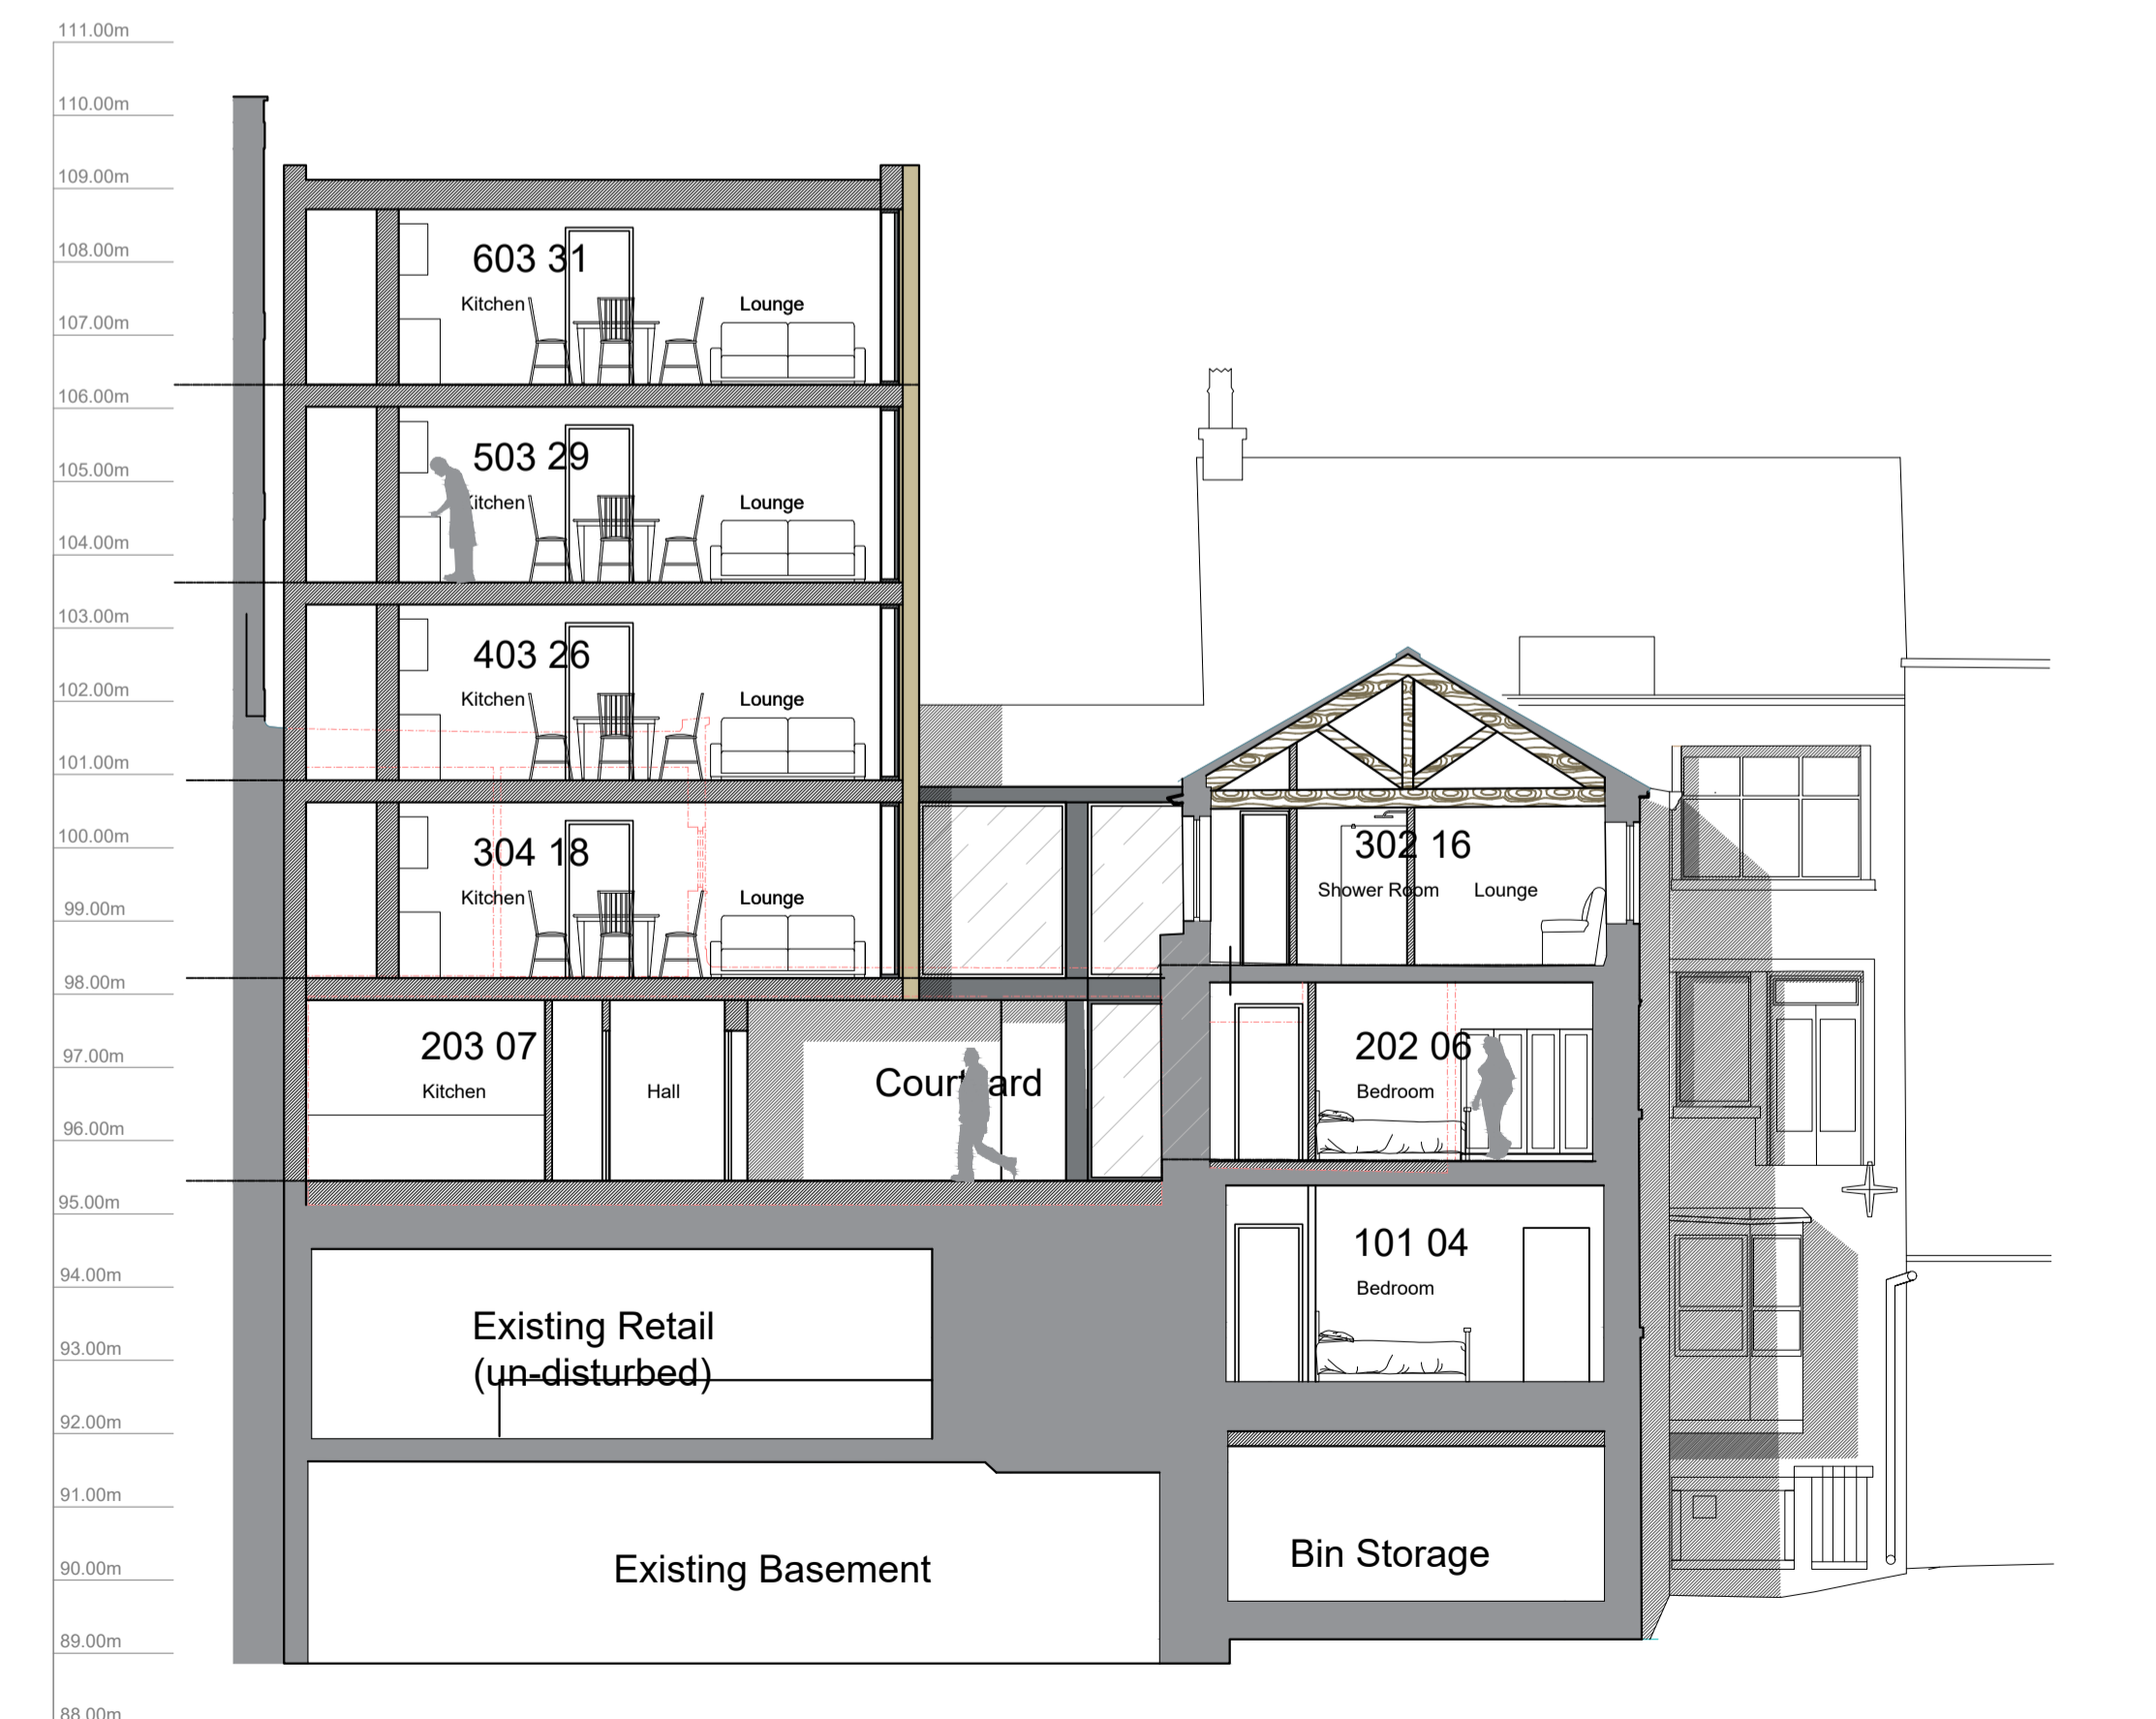 111.00m
110.00m
109.00m
108.00m
107.00m
106.00m
105.00m
104.00m
103.00m
102.00m
101.00m
100.00m
99.00m
98.00m
97.00m
96.00m
95.00m
94.00m
93.00m
92.00m
91.00m
90.00m
89.00m
88.00m
603 31
Kitchen
Lounge
503 29
Kitchen
Lounge
403 26
Kitchen
Lounge
304 18
Kitchen
Lounge
302 16
Shower Room
Lounge
203 07
Kitchen
Hall
Courtyard
202 06
Bedroom
101 04
Bedroom
Existing Retail
(un-disturbed)
Existing Basement
Bin Storage